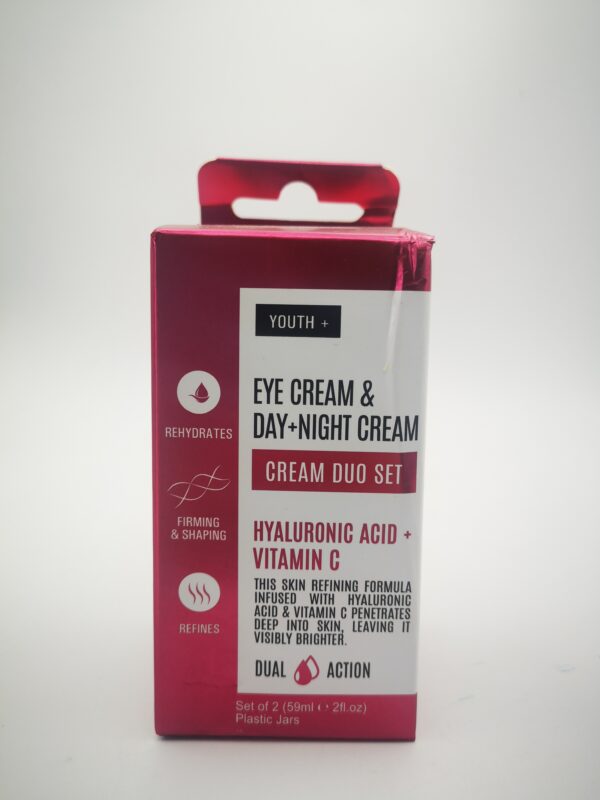 YOUTH +
EYE CREAM &
DAY+NIGHT CREAM
CREAM DUO SET
HYALURONIC ACID +
VITAMIN C
THIS SKIN REFINING FORMULA
INFUSED WITH HYALURONIC
ACID & VITAMIN C PENETRATES
DEEP INTO SKIN, LEAVING IT
VISIBLY BRIGHTER.
DUAL ACTION
REHYDRATES
FIRMING
& SHAPING
REFINES
Set of 2 (59ml ℮ 2fl.oz)
Plastic Jars